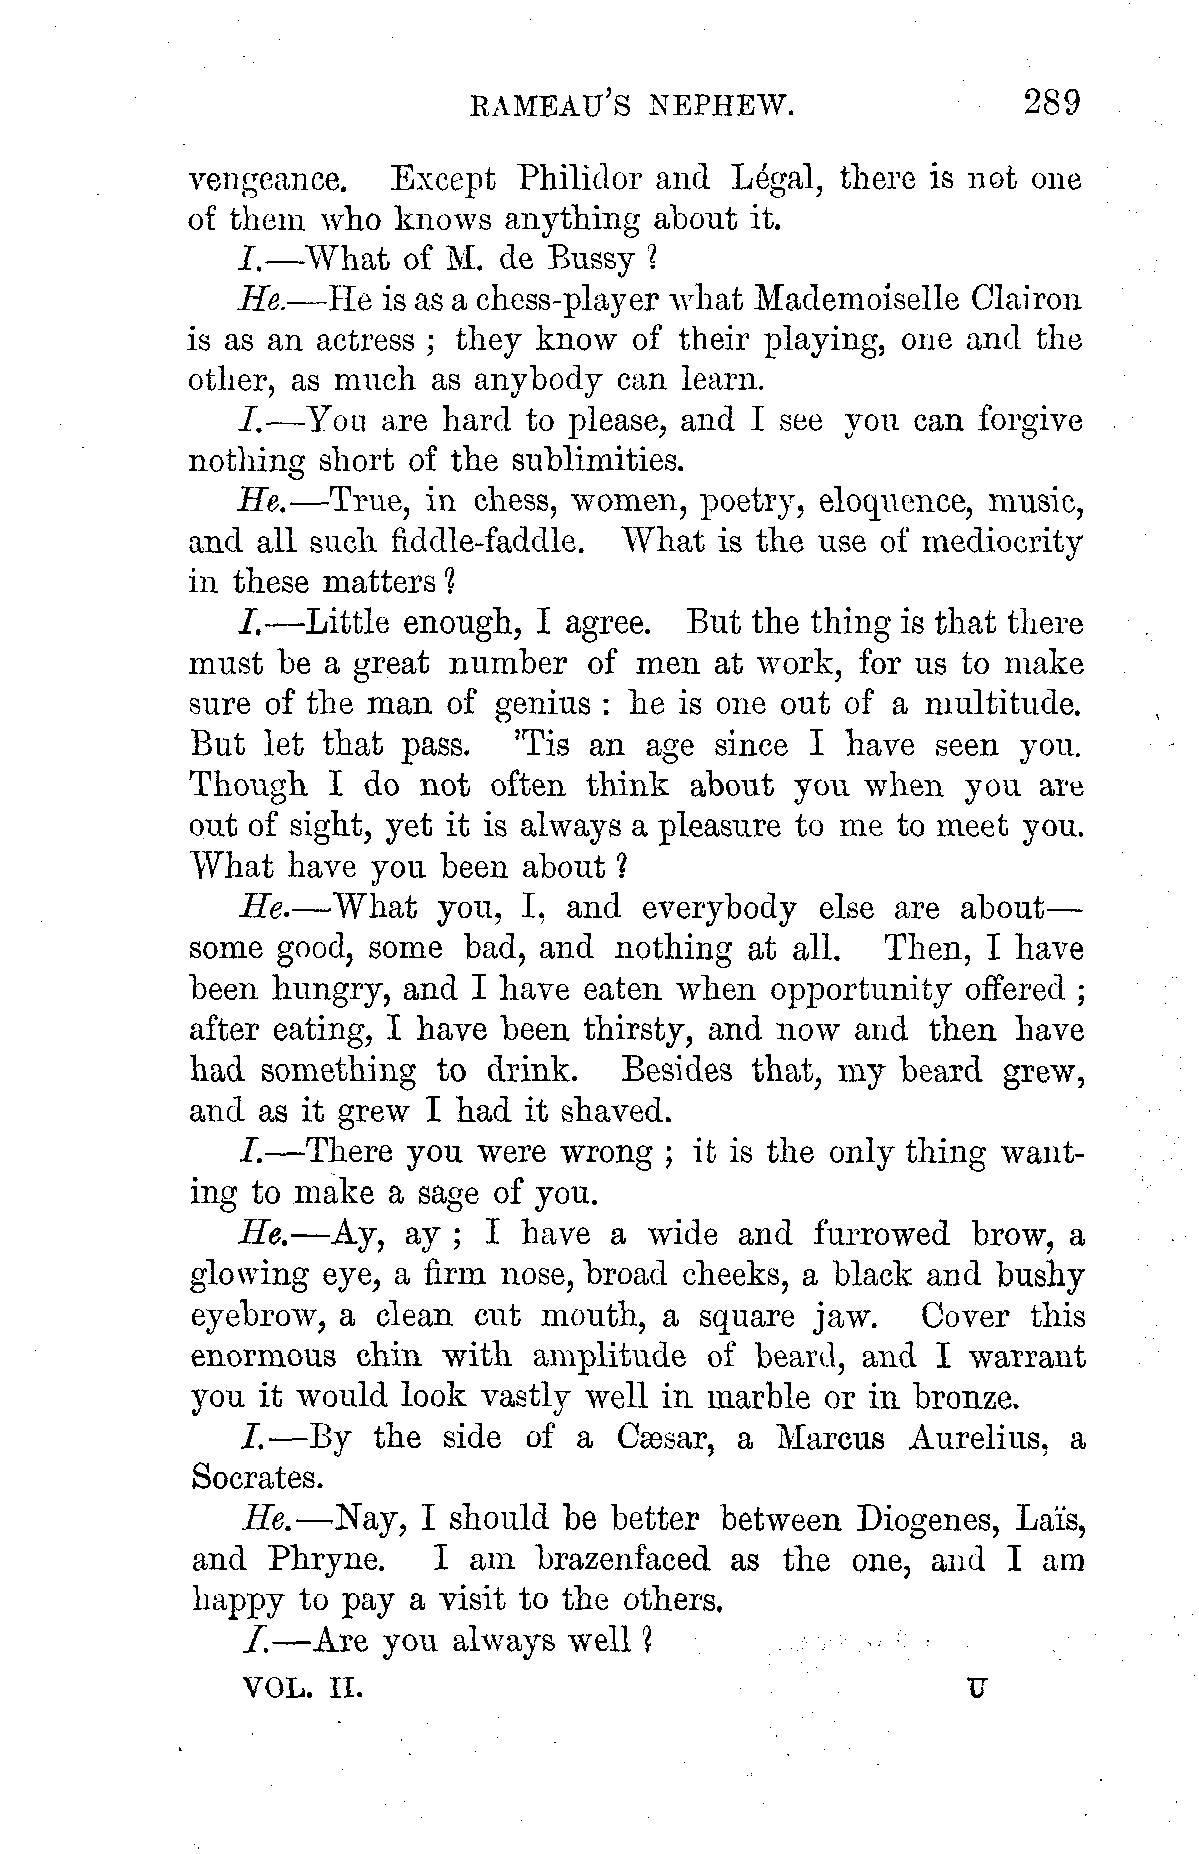 RAMEAU'S NEPHEW. 289
vengeance. Except Philidor and Légal, there is not one
of them who knows anything about it.
I.—What of M. de Bussy ?
He.—He is as a chess-player what Mademoiselle Clairon
is as an actress ; they know of their playing, one and the
other, as much as anybody can learn.
I.—You are hard to please, and I see you can forgive
nothing short of the sublimities.
He.—True, in chess, women, poetry, eloquence, music,
and all such fiddle-faddle. What is the use of mediocrity
in these matters ?
I.—Little enough, I agree. But the thing is that there
must be a great number of men at work, for us to make
sure of the man of genius : he is one out of a multitude.
But let that pass. 'Tis an age since I have seen you.
Though I do not often think about you when you are
out of sight, yet it is always a pleasure to me to meet you.
What have you been about ?
He.—What you, I, and everybody else are about—
some good, some bad, and nothing at all. Then, I have
been hungry, and I have eaten when opportunity offered ;
after eating, I have been thirsty, and now and then have
had something to drink. Besides that, my beard grew,
and as it grew I had it shaved.
I.—There you were wrong ; it is the only thing want-
ing to make a sage of you.
He.—Ay, ay ; I have a wide and furrowed brow, a
glowing eye, a firm nose, broad cheeks, a black and bushy
eyebrow, a clean cut mouth, a square jaw. Cover this
enormous chin with amplitude of beard, and I warrant
you it would look vastly well in marble or in bronze.
I.—By the side of a Cæsar, a Marcus Aurelius, a
Socrates.
He.—Nay, I should be better between Diogenes, Laïs,
and Phryne. I am brazenfaced as the one, and I am
happy to pay a visit to the others.
I.—Are you always well ?
VOL. II. U